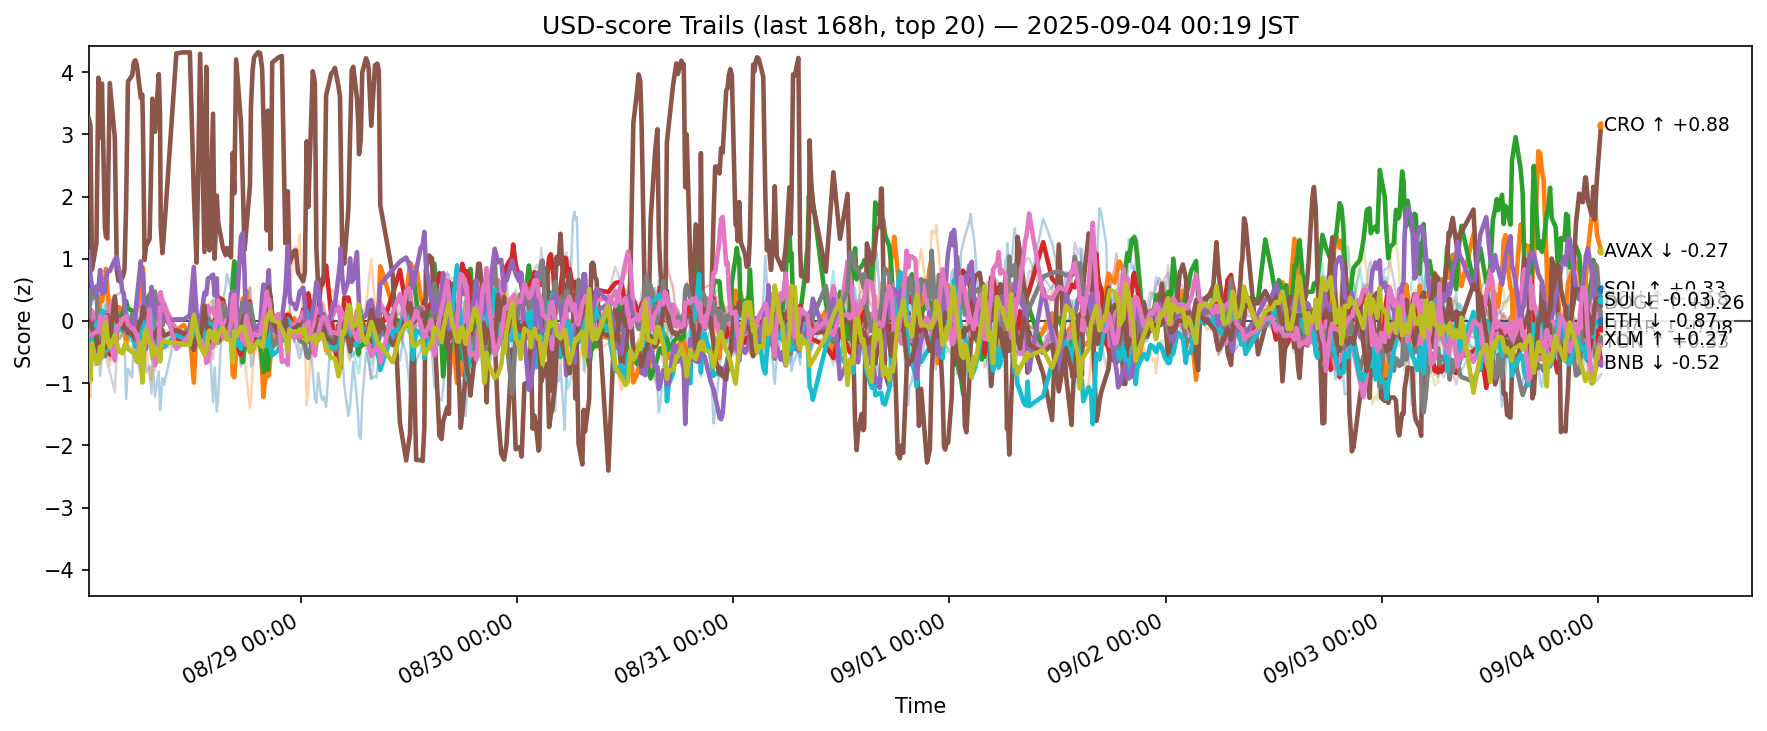 USD-score Trails (last 168h, top 20) — 2025-09-04 00:19 JST
Score (z)
4
3
2
1
0
−1
−2
−3
−4
CRO ↑ +0.88
AVAX ↓ -0.27
SOL ↑ +0.33
SUI ↓ -0.03
ETH ↓ -0.87
XLM ↑ +0.27
BNB ↓ -0.52
08/29 00:00
08/30 00:00
08/31 00:00
09/01 00:00
09/02 00:00
09/03 00:00
09/04 00:00
Time